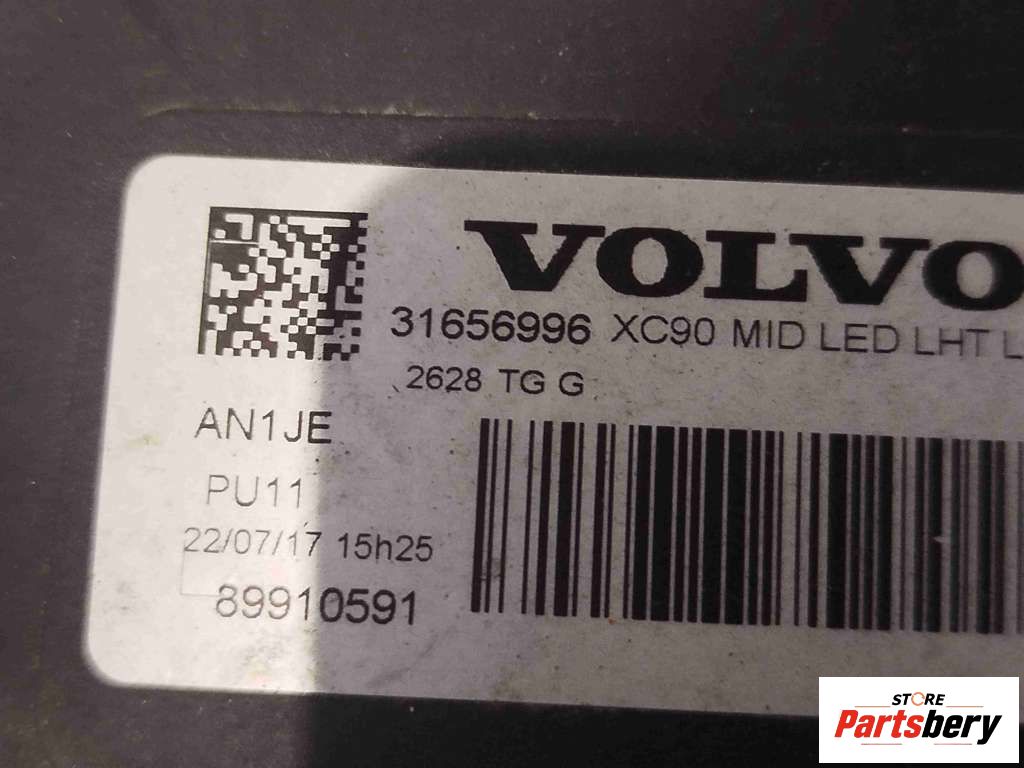 VOLVO
31656996 XC90 MID LED LHT
2628 TG G
AN1JE
PU11
22/07/17 15h25
89910591
STORE
Partsbery